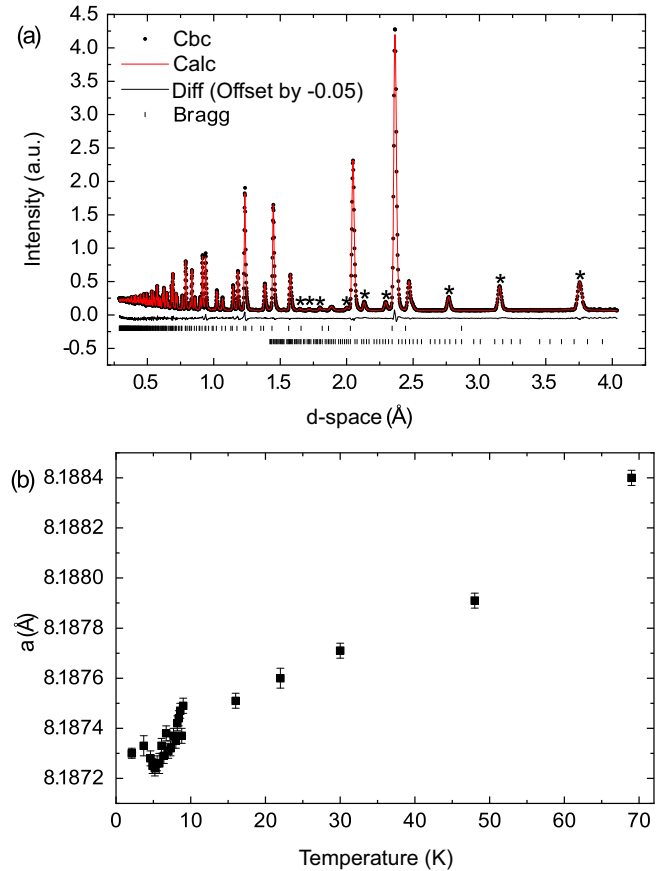 (a)
4.5
4.0
3.5
3.0
2.5
2.0
1.5
1.0
0.5
0.0
-0.5
Intensity (a.u.)
Cbc
Calc
Diff (Offset by -0.05)
Bragg
* * * * * * * * *
0.5 1.0 1.5 2.0 2.5 3.0 3.5 4.0
d-space (Å)
(b)
8.1884
8.1882
8.1880
8.1878
8.1876
8.1874
8.1872
a (Å)
0 10 20 30 40 50 60 70
Temperature (K)